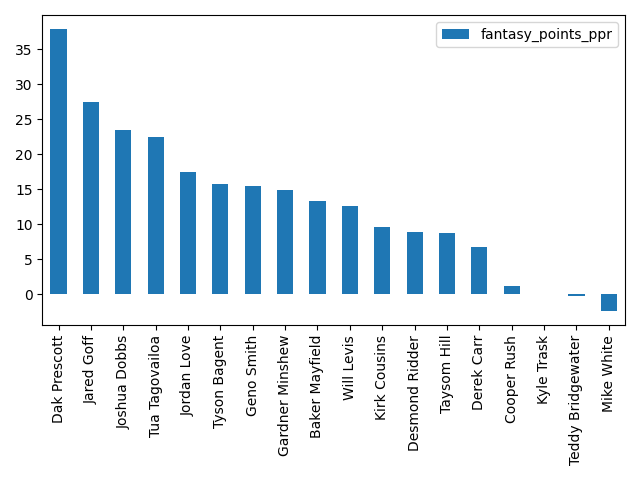 fantasy_points_ppr
35
30
25
20
15
10
5
0
Dak Prescott
Jared Goff
Joshua Dobbs
Tua Tagovailoa
Jordan Love
Tyson Bagent
Geno Smith
Gardner Minshew
Baker Mayfield
Will Levis
Kirk Cousins
Desmond Ridder
Taysom Hill
Derek Carr
Cooper Rush
Kyle Trask
Teddy Bridgewater
Mike White